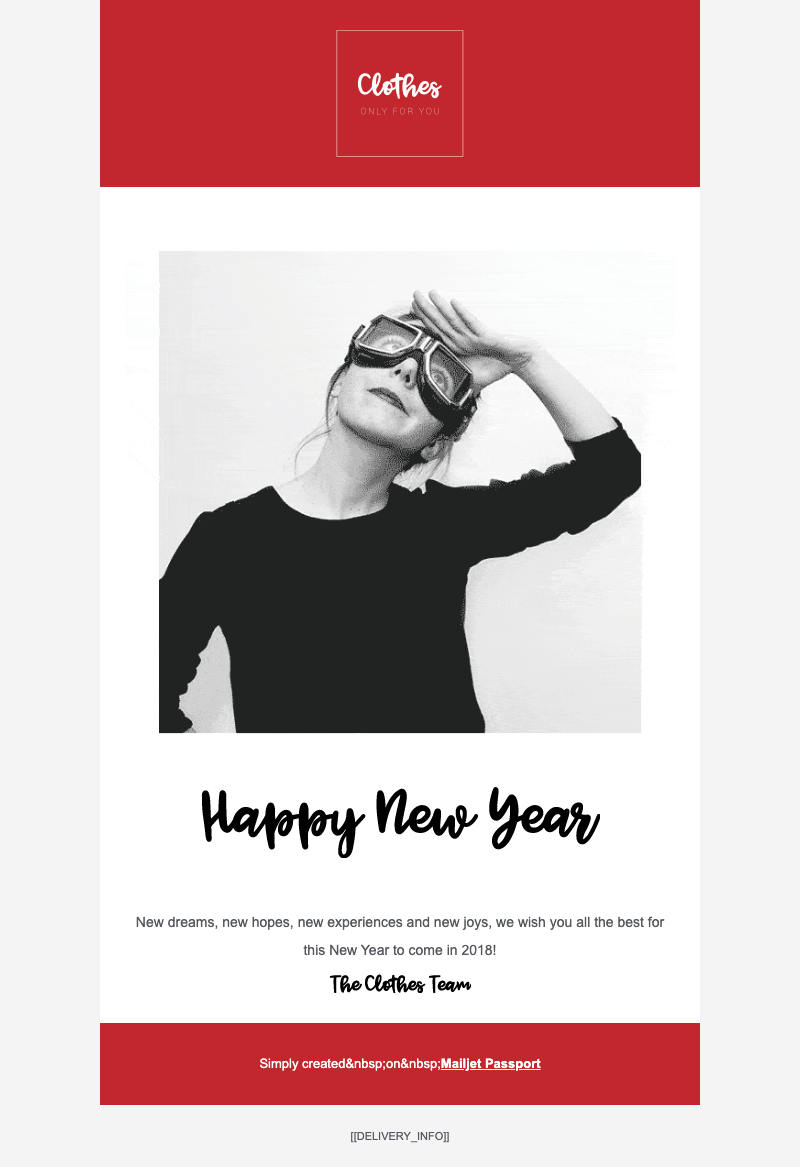 Clothes
ONLY FOR YOU
Happy New Year
New dreams, new hopes, new experiences and new joys, we wish you all the best for
this New Year to come in 2018!
The Clothes Team
Simply created&nbsp;on&nbsp;Mailjet Passport
[[DELIVERY_INFO]]